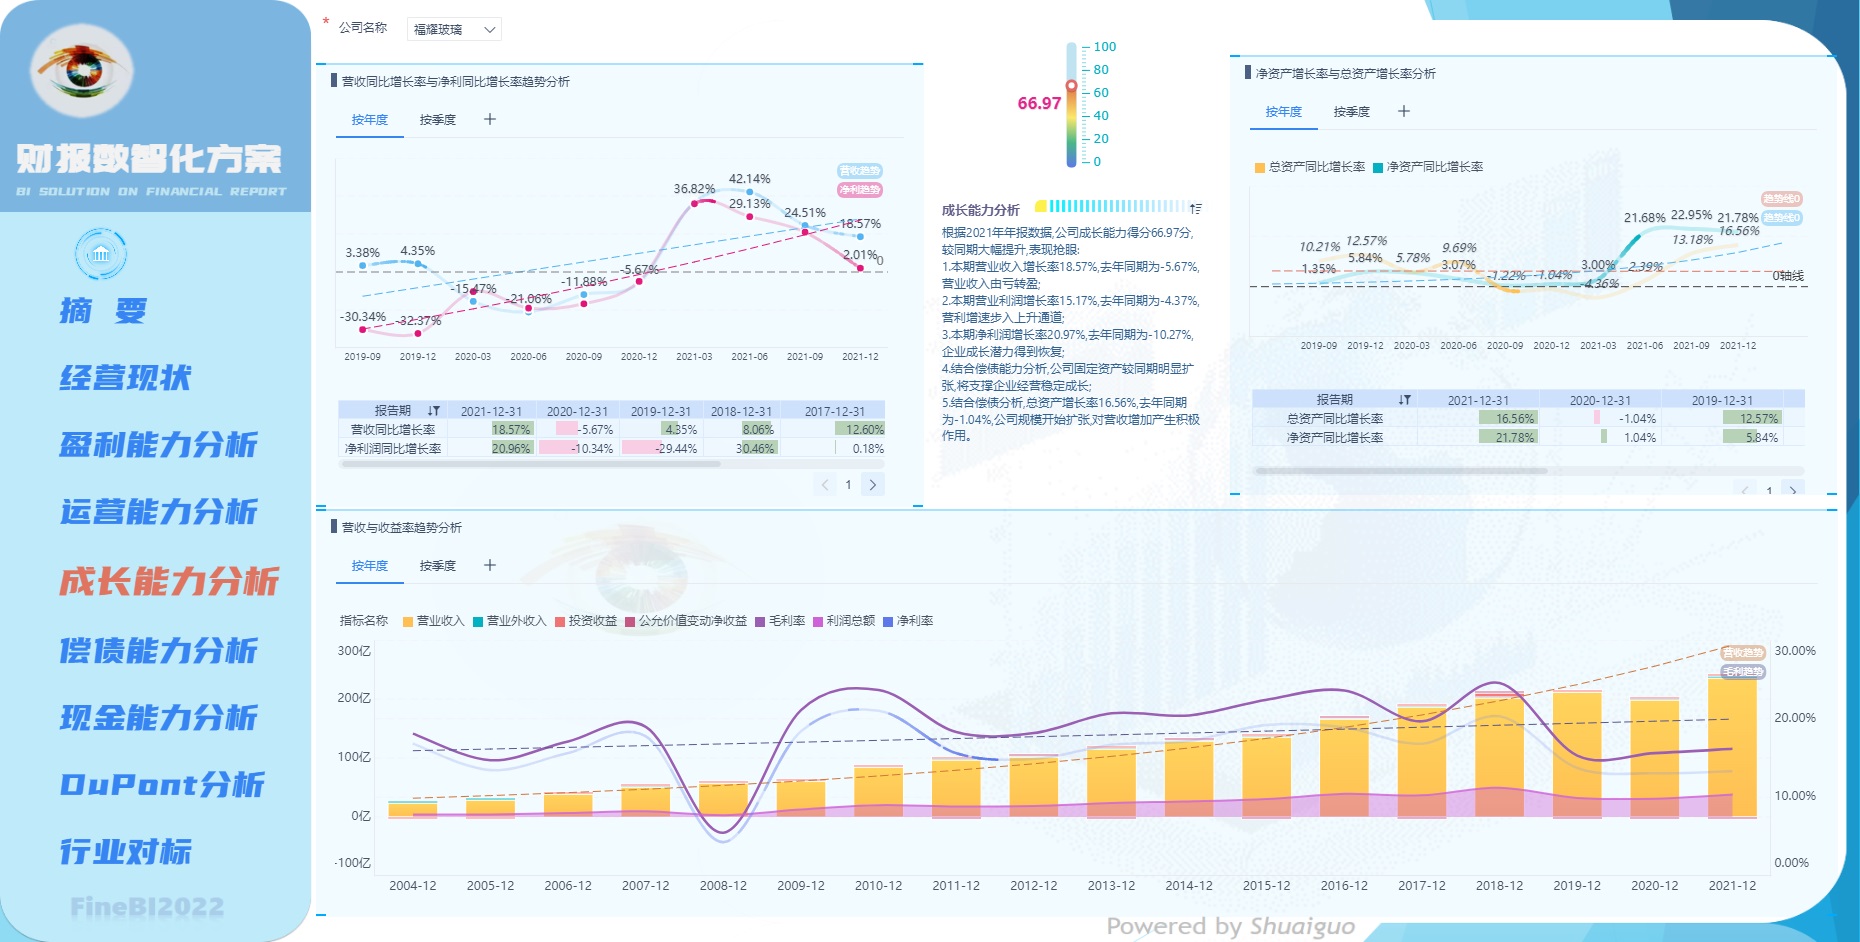 财报数智化方案
BI SOLUTION ON FINANCIAL REPORT
摘 要
经营现状
盈利能力分析
运营能力分析
成长能力分析
偿债能力分析
现金能力分析
DuPont分析
行业对标
FineBI2022
* 公司名称 福耀玻璃
营收同比增长率与净利同比增长率趋势分析
按年度 按季度 +
营收趋势
净利趋势
3.38% 4.35% -15.47% -21.06% -11.88% -5.67% 36.82% 42.14% 24.51% 18.57%
-30.34% -32.37% 29.13% 2.01% 0
2019-09 2019-12 2020-03 2020-06 2020-09 2020-12 2021-03 2021-06 2021-09 2021-12
报告期 2021-12-31 2020-12-31 2019-12-31 2018-12-31 2017-12-31
营收同比增长率 18.57% -5.67% 4.35% 8.06% 12.60%
净利润同比增长率 20.96% -10.34% -29.44% 30.46% 0.18%
1
66.97
100
80
60
40
20
0
成长能力分析
根据2021年年报数据,公司成长能力得分66.97分,
较同期大幅提升,表现抢眼:
1.本期营业收入增长率18.57%,去年同期为-5.67%,
营业收入由亏转盈;
2.本期营业利润增长率15.17%,去年同期为-4.37%,
营利增速步入上升通道;
3.本期净利润增长率20.97%,去年同期为-10.27%,
企业成长潜力得到恢复;
4.结合偿债能力分析,公司固定资产较同期明显扩
张,将支撑企业经营稳定成长;
5.结合偿债分析,总资产增长率16.56%,去年同期
为-1.04%,公司规模开始扩张对营收增加产生积极
作用。
净资产增长率与总资产增长率分析
按年度 按季度 +
总资产同比增长率 净资产同比增长率
趋势线0
趋势线0
10.21% 12.57% 5.78% 9.69% -1.22% -1.04% -4.36% -2.39% 13.18% 16.56%
1.35% 5.84% 3.07% 3.00% 21.68% 22.95% 21.78%
0轴线
2019-09 2019-12 2020-03 2020-06 2020-09 2020-12 2021-03 2021-06 2021-09 2021-12
报告期 2021-12-31 2020-12-31 2019-12-31
总资产同比增长率 16.56% -1.04% 12.57%
净资产同比增长率 21.78% 1.04% 5.84%
1
营收与收益率趋势分析
按年度 按季度 +
指标名称 营业收入 营业外收入 投资收益 公允价值变动净收益 毛利率 利润总额 净利率
营收趋势
毛利趋势
300亿 30.00%
200亿 20.00%
100亿
0亿 10.00%
-100亿 0.00%
2004-12 2005-12 2006-12 2007-12 2008-12 2009-12 2010-12 2011-12 2012-12 2013-12 2014-12 2015-12 2016-12 2017-12 2018-12 2019-12 2020-12 2021-12
Powered by Shuaiguo